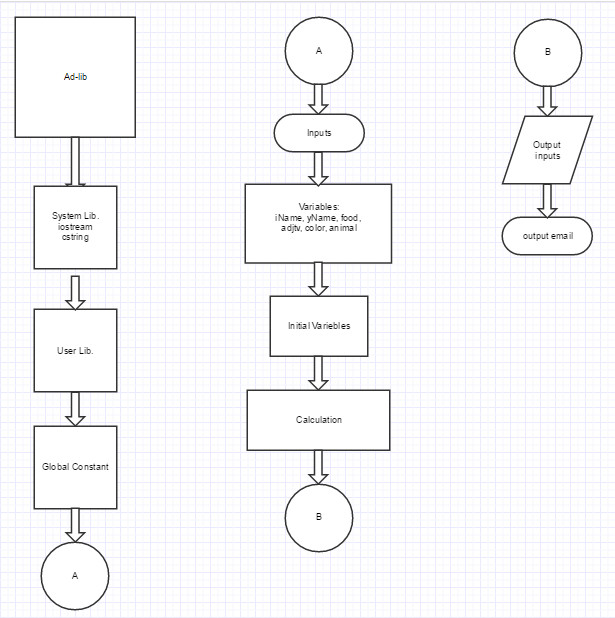 Ad-lib
System Lib.
iostream
cstring
User Lib.
Global Constant
A
A
Inputs
Variables:
iName, yName, food,
adjtv, color, animal
Initial Variebles
Calculation
B
B
Output
inputs
output email